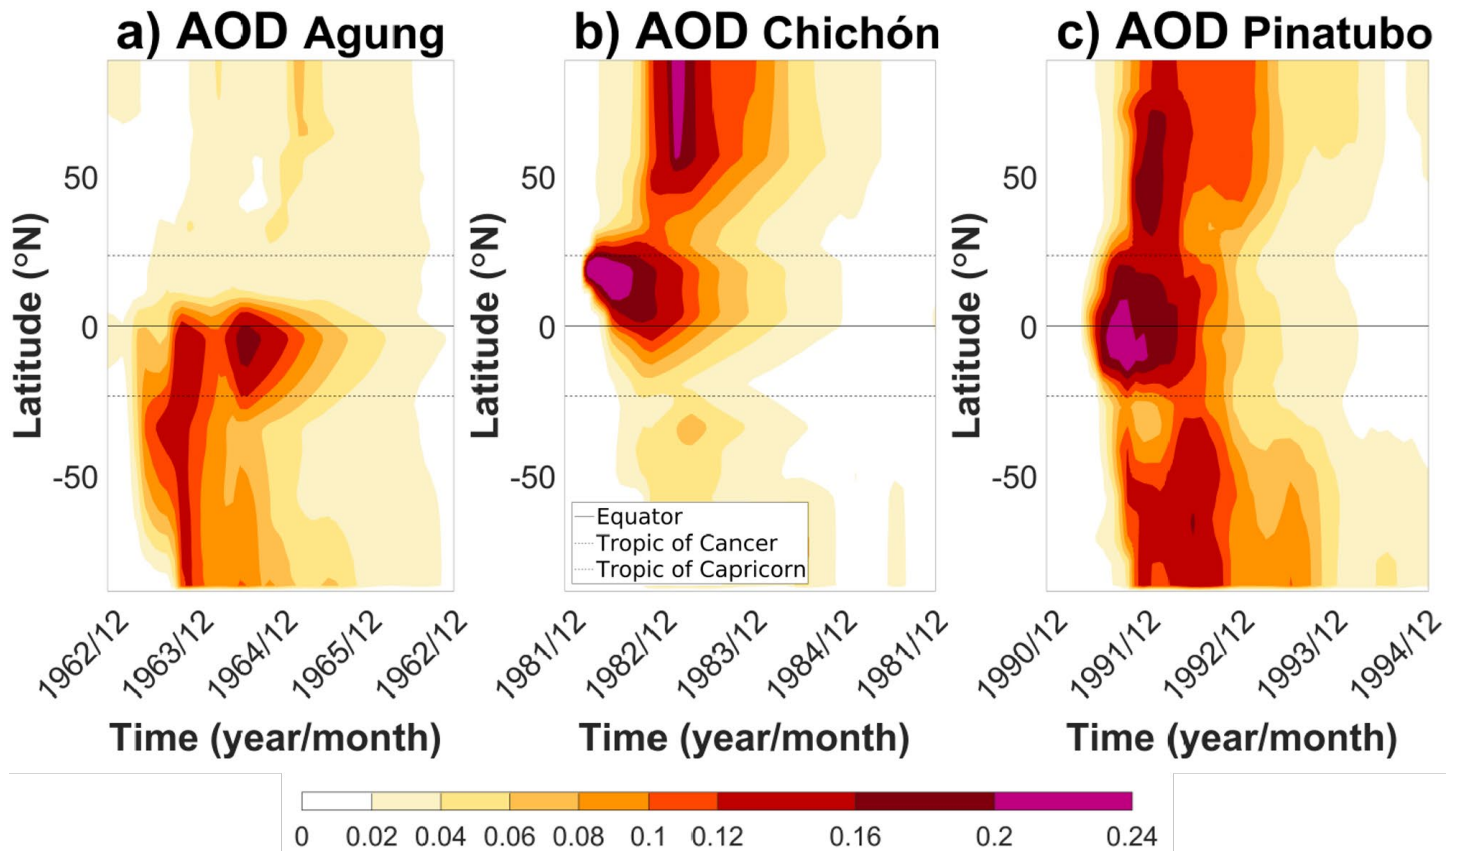 a) AOD Agung
b) AOD Chichón
c) AOD Pinatubo
Latitude (°N)
50
0
-50
1962/12
1963/12
1964/12
1965/12
1962/12
Time (year/month)
Latitude (°N)
50
0
-50
Equator
Tropic of Cancer
Tropic of Capricorn
1981/12
1982/12
1983/12
1984/12
1981/12
Time (year/month)
Latitude (°N)
50
0
-50
1990/12
1991/12
1992/12
1993/12
1994/12
Time (year/month)
0 0.02 0.04 0.06 0.08 0.1 0.12 0.16 0.2 0.24